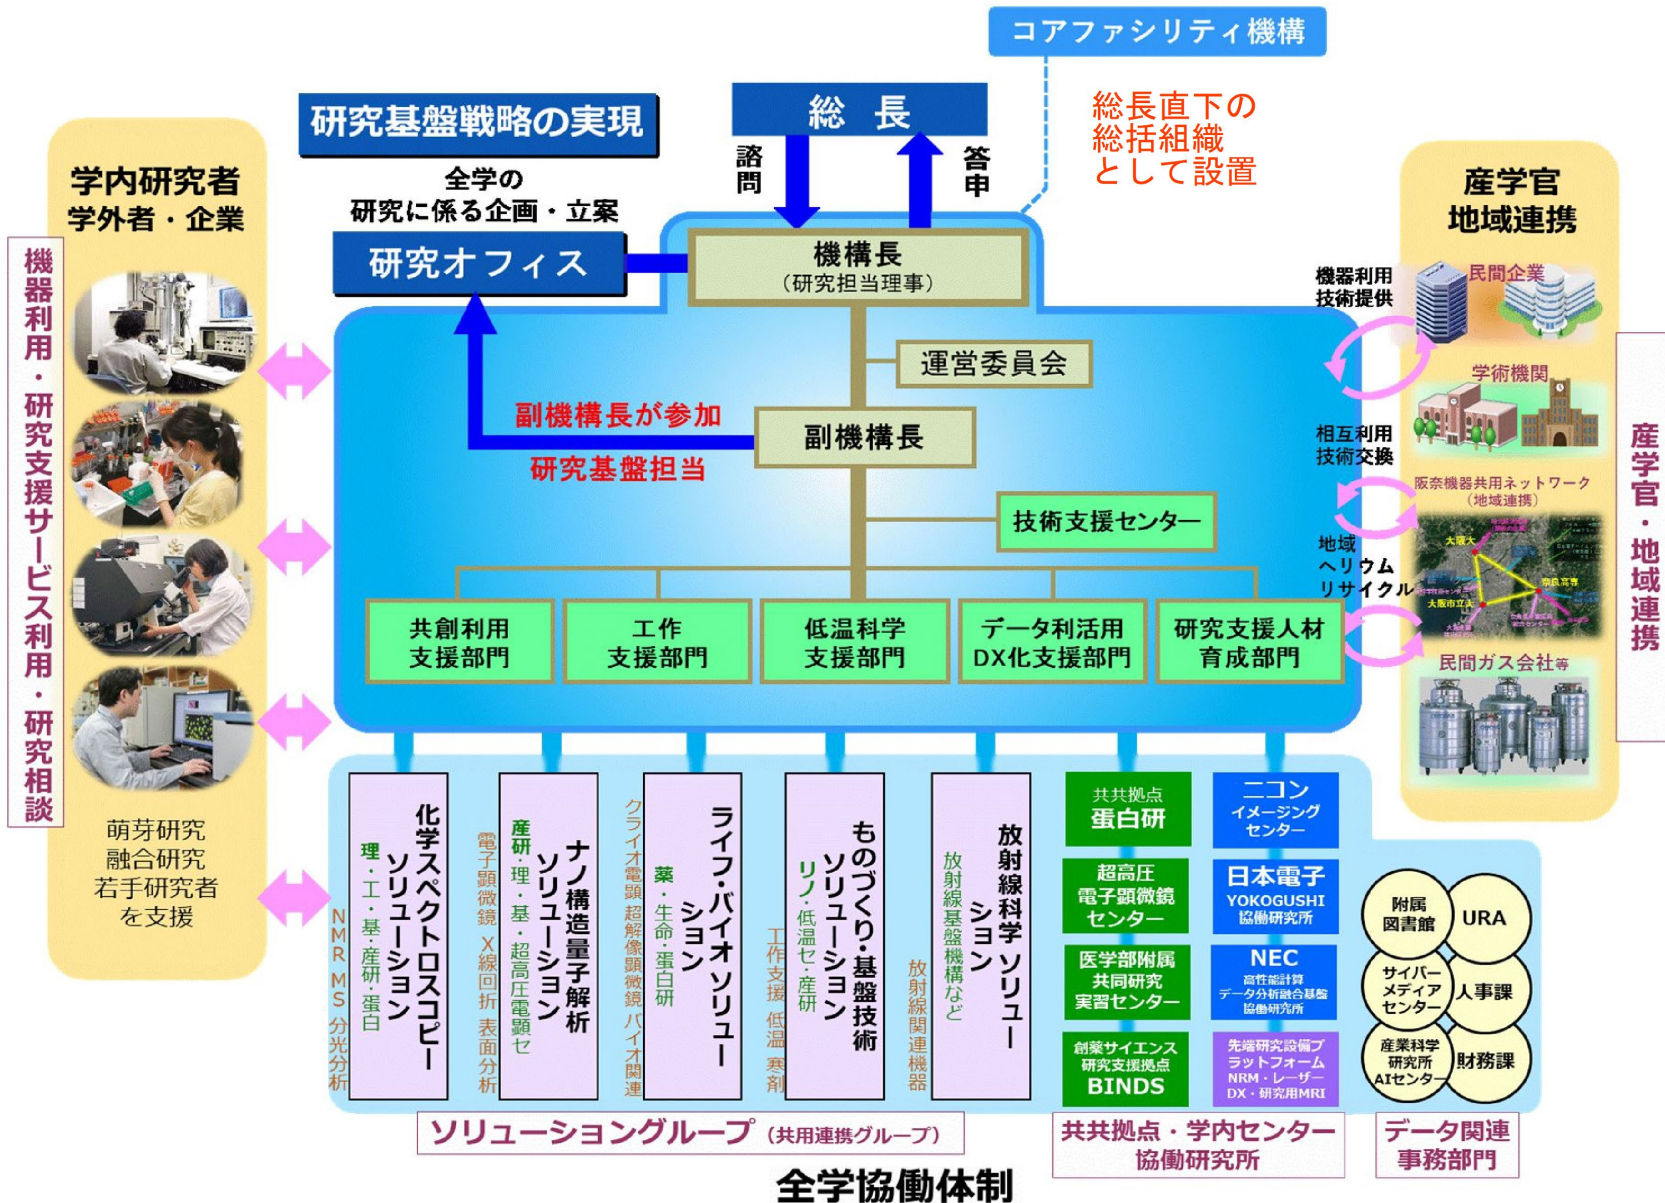 コアファシリティ機構
総長直下の
総括組織
として設置
総 長
諮問
答申
研究基盤戦略の実現
全学の
研究に係る企画・立案
研究オフィス
機構長
(研究担当理事)
運営委員会
副機構長が参加
研究基盤担当
副機構長
技術支援センター
共創利用
支援部門
工作
支援部門
低温科学
支援部門
データ利活用
DX化支援部門
研究支援人材
育成部門
機器利用・研究支援サービス利用・研究相談
学内研究者
学外者・企業
萌芽研究
融合研究
若手研究者
を支援
産学官
地域連携
産学官・地域連携
民間企業
機器利用
技術提供
学術機関
相互利用
技術交換
阪奈機器共用ネットワーク
(地域連携)
大阪大
奈良高専
大阪市立大
地域
ヘリウム
リサイクル
民間ガス会社等
化学スペクトロスコピー
ソリューション
理・工・基・産研・蛋白
NMR MS 分光分析
ナノ構造量子解析
ソリューション
産研・理・基・超高圧電顕セ
電子顕微鏡 X線回折 表面分析
ライフ・バイオ ソリュー
ション
薬・生命・蛋白研
クライオ電顕 超解像顕微鏡 バイオ関連
ものづくり・基盤技術
ソリューション
リノ・低温セ・産研
工作支援 低温 寒剤
放射線科学 ソリュー
ション
放射線基盤機構など
放射線関連機器
共共拠点
蛋白研
超高圧
電子顕微鏡
センター
医学部附属
共同研究
実習センター
創薬サイエンス
研究支援拠点
BINDS
ニコン
イメージング
センター
日本電子
YOKOGUSHI
協働研究所
NEC
高性能計算
データ分析融合基盤
協働研究所
先端研究設備プ
ラットフォーム
NRM・レーザー
DX・研究用MRI
附属
図書館
URA
サイバー
メディア
センター
人事課
産業科学
研究所
AIセンター
財務課
ソリューショングループ (共用連携グループ)
共共拠点・学内センター
協働研究所
データ関連
事務部門
全学協働体制